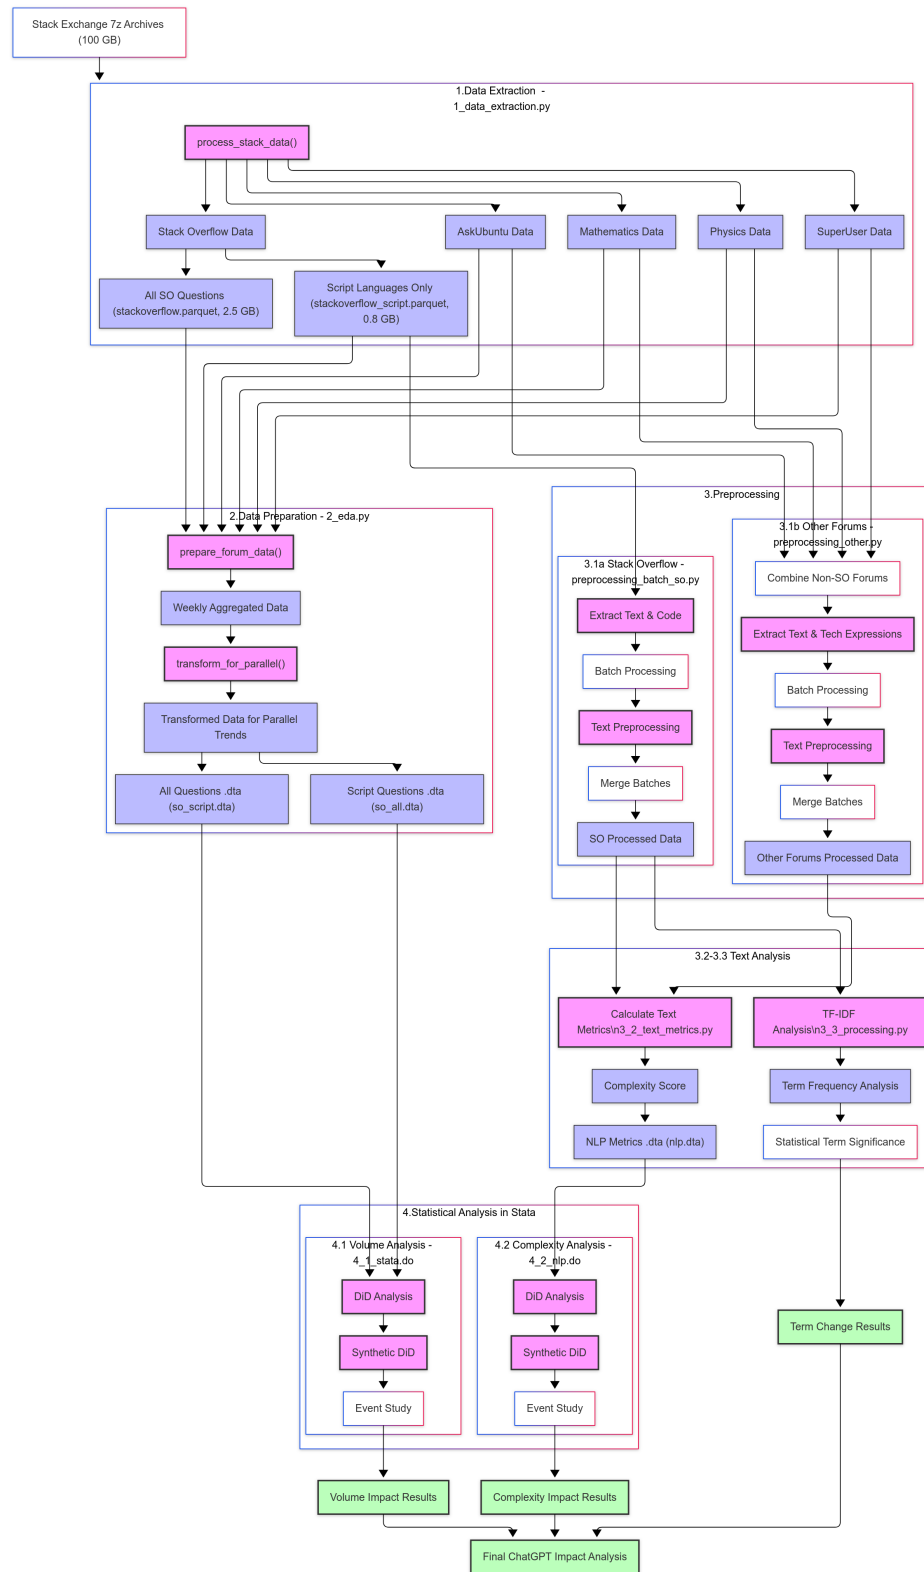 Stack Exchange 7z Archives
(100 GB)
1.Data Extraction -
1_data_extraction.py
process_stack_data()
Stack Overflow Data
AskUbuntu Data
Mathematics Data
Physics Data
SuperUser Data
All SO Questions
(stackoverflow.parquet, 2.5 GB)
Script Languages Only
(stackoverflow_script.parquet,
0.8 GB)
2.Data Preparation - 2_eda.py
prepare_forum_data()
Weekly Aggregated Data
transform_for_parallel()
Transformed Data for Parallel
Trends
All Questions .dta
(so_script.dta)
Script Questions .dta
(so_all.dta)
3.Preprocessing
3.1a Stack Overflow -
preprocessing_batch_so.py
Extract Text & Code
Batch Processing
Text Preprocessing
Merge Batches
SO Processed Data
3.1b Other Forums -
preprocessing_other.py
Combine Non-SO Forums
Extract Text & Tech Expressions
Batch Processing
Text Preprocessing
Merge Batches
Other Forums Processed Data
3.2-3.3 Text Analysis
Calculate Text
Metrics\n3_2_text_metrics.py
Complexity Score
NLP Metrics .dta (nlp.dta)
TF-IDF
Analysis\n3_3_processing.py
Term Frequency Analysis
Statistical Term Significance
4.Statistical Analysis in Stata
4.1 Volume Analysis -
4_1_stata.do
DiD Analysis
Synthetic DiD
Event Study
4.2 Complexity Analysis -
4_2_nlp.do
DiD Analysis
Synthetic DiD
Event Study
Term Change Results
Volume Impact Results
Complexity Impact Results
Final ChatGPT Impact Analysis